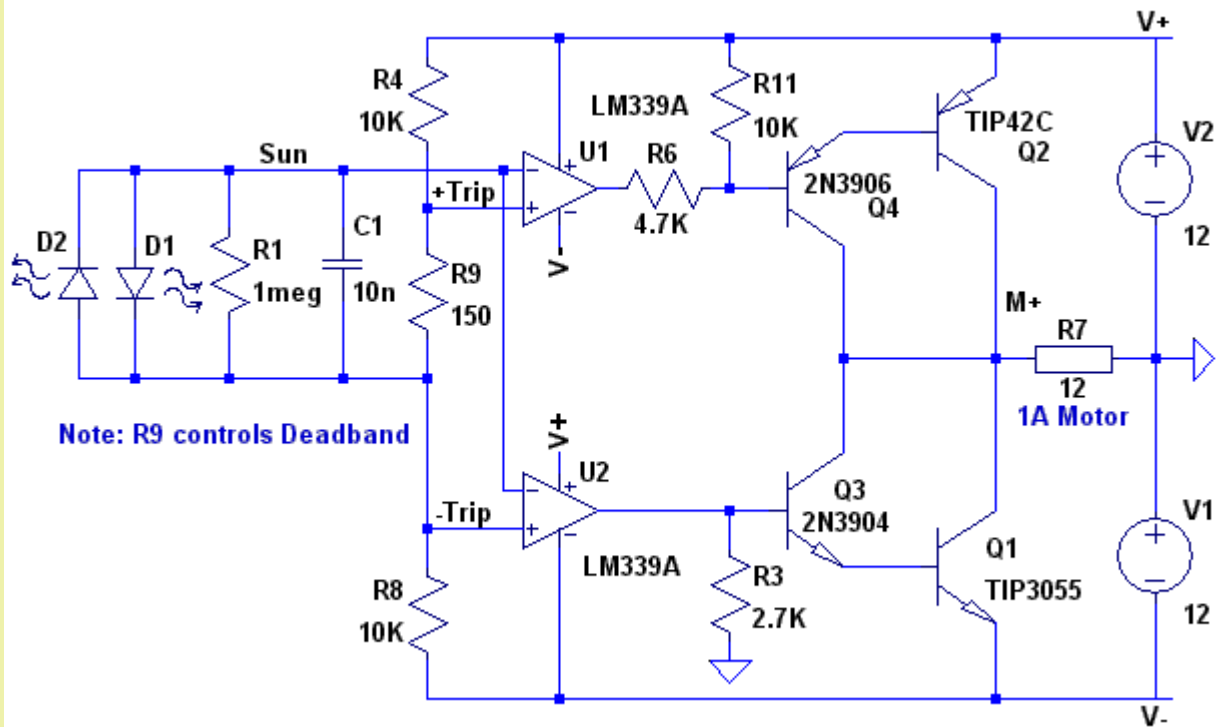 V+
R4
10K
LM339A
R11
10K
TIP42C
Q2
V2
12
Sun
U1
R6
4.7K
+Trip
2N3906
Q4
V-
D2
D1
R1
1meg
C1
10n
R9
150
M+
R7
12
1A Motor
Note: R9 controls Deadband
V+
U2
-Trip
LM339A
Q3
2N3904
Q1
TIP3055
V1
12
R8
10K
R3
2.7K
V-